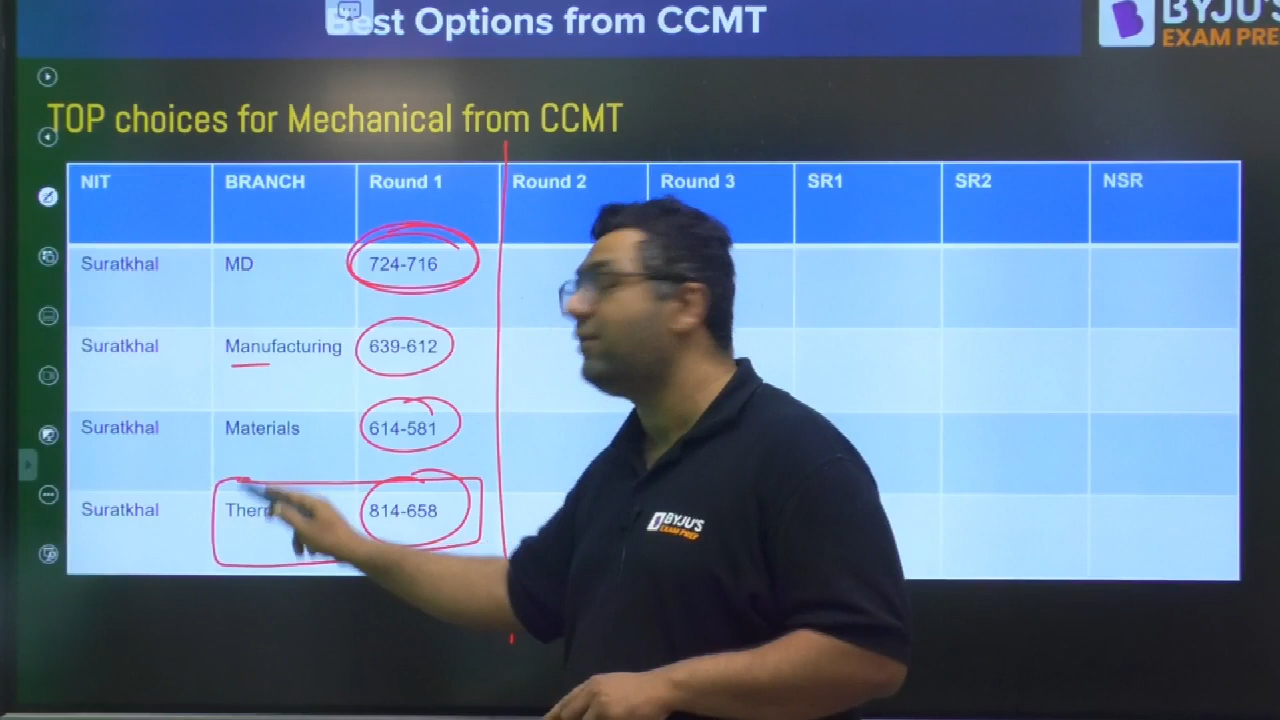 Best Options from CCMT
BYJU'S
EXAM PRE
TOP choices for Mechanical from CCMT
NIT BRANCH Round 1 Round 2 Round 3 SR1 SR2 NSR
Suratkhal MD 724-716
Suratkhal Manufacturing 639-612
Suratkhal Materials 614-581
Suratkhal 814-658
BYJU'S
EXAM PREP